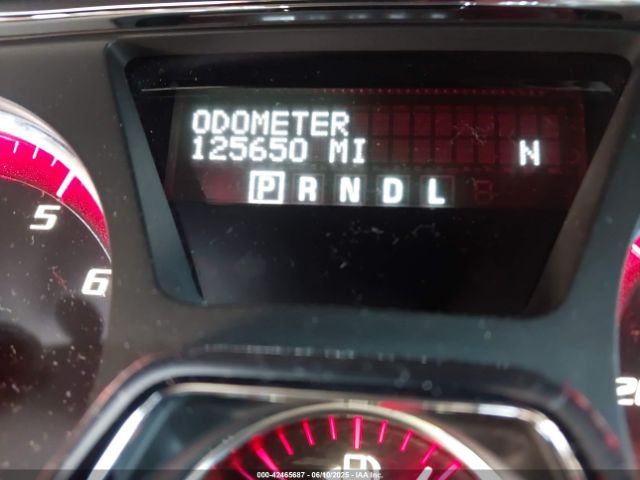 ODOMETER
125650 MI N
P R N D L
5
6
000-42465687 - 06/10/2025 - IAA Inc.